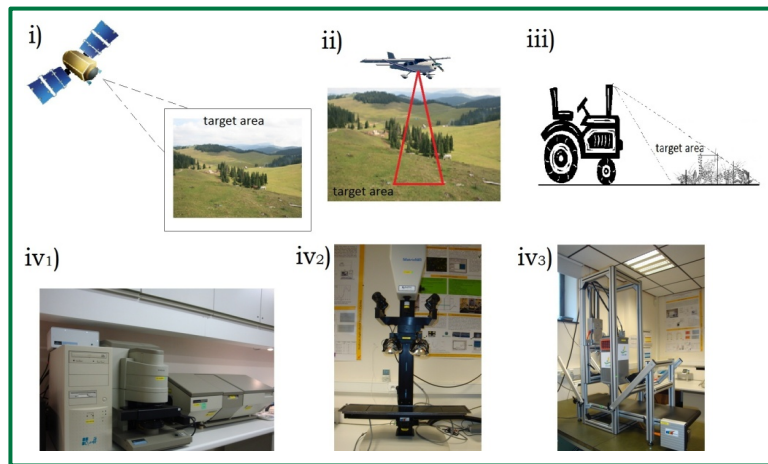 i)
target area
ii)
target area
iii)
target area
iv1)
iv2)
iv3)